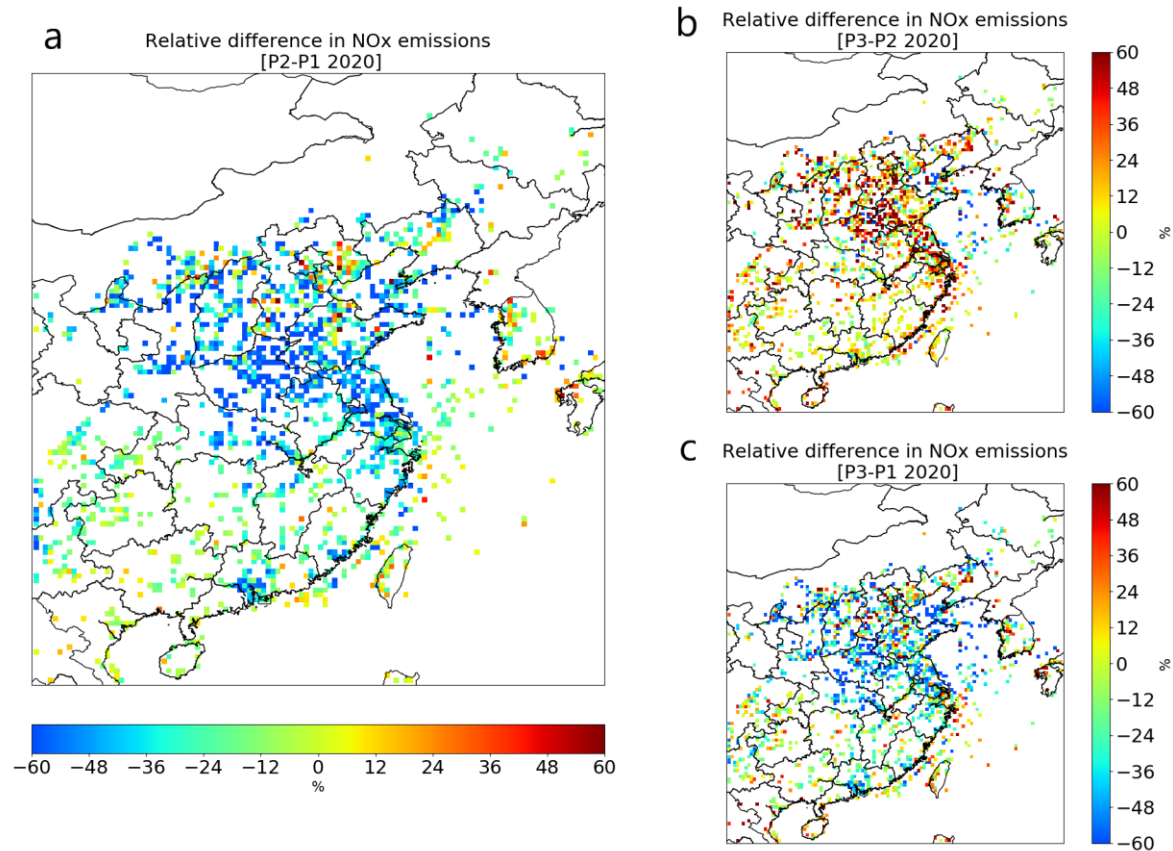 a
Relative difference in NOx emissions
[P2-P1 2020]
−60 −48 −36 −24 −12 0 12 24 36 48 60
%
b
Relative difference in NOx emissions
[P3-P2 2020]
60
48
36
24
12
0
−12
−24
−36
−48
−60
%
c
Relative difference in NOx emissions
[P3-P1 2020]
60
48
36
24
12
0
−12
−24
−36
−48
−60
%